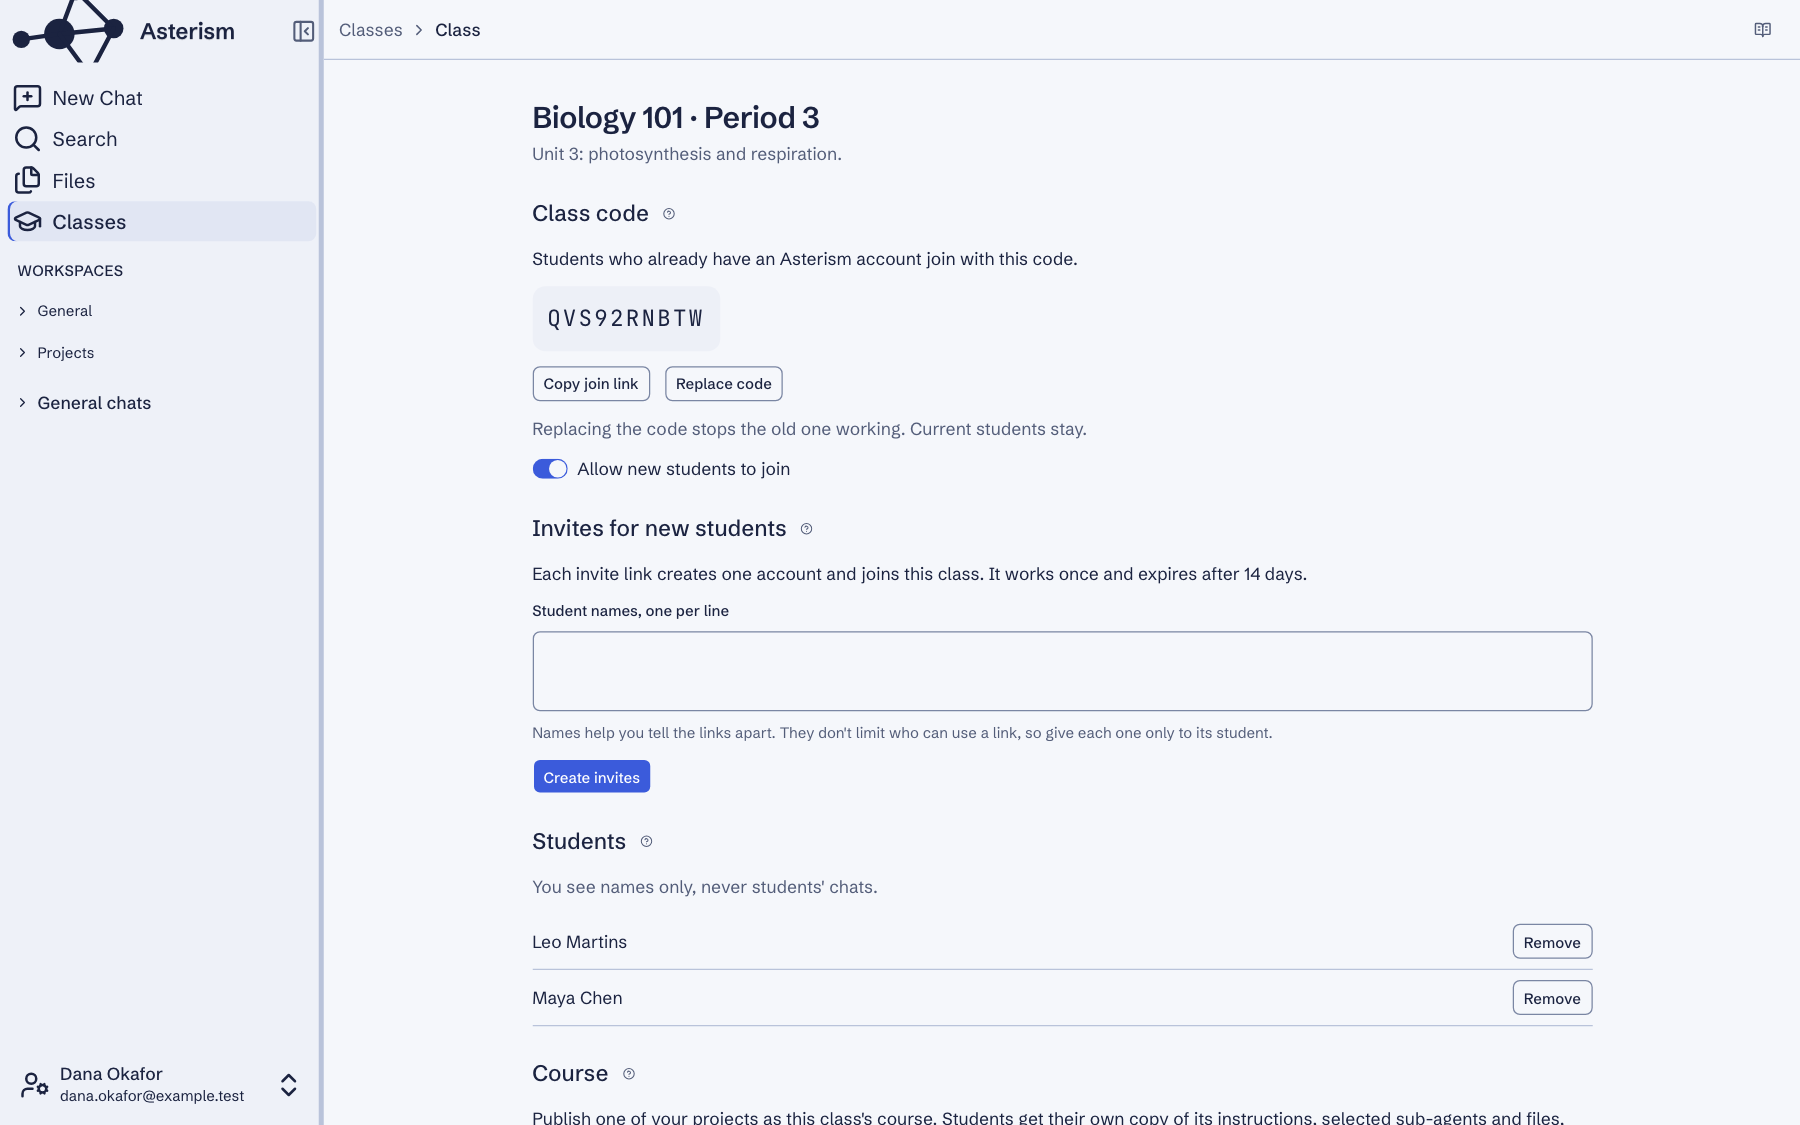 Asterism
New Chat
Search
Files
Classes
WORKSPACES
General
Projects
General chats
Dana Okafor
dana.okafor@example.test
Classes > Class
Biology 101 · Period 3
Unit 3: photosynthesis and respiration.
Class code
Students who already have an Asterism account join with this code.
QVS92RNBTW
Copy join link
Replace code
Replacing the code stops the old one working. Current students stay.
Allow new students to join
Invites for new students
Each invite link creates one account and joins this class. It works once and expires after 14 days.
Student names, one per line
Names help you tell the links apart. They don't limit who can use a link, so give each one only to its student.
Create invites
Students
You see names only, never students' chats.
Leo Martins
Remove
Maya Chen
Remove
Course
Publish one of your projects as this class's course. Students get their own copy of its instructions, selected sub-agents and files.